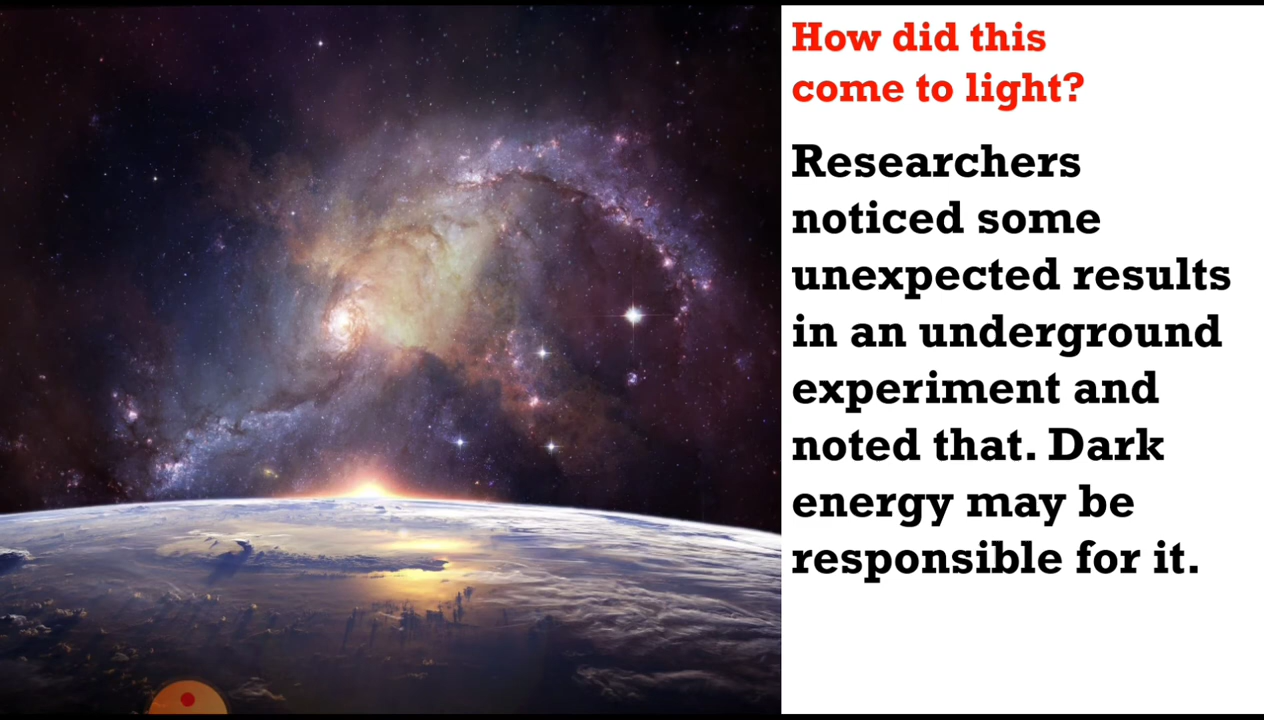 How did this
come to light?
Researchers
noticed some
unexpected results
in an underground
experiment and
noted that. Dark
energy may be
responsible for it.